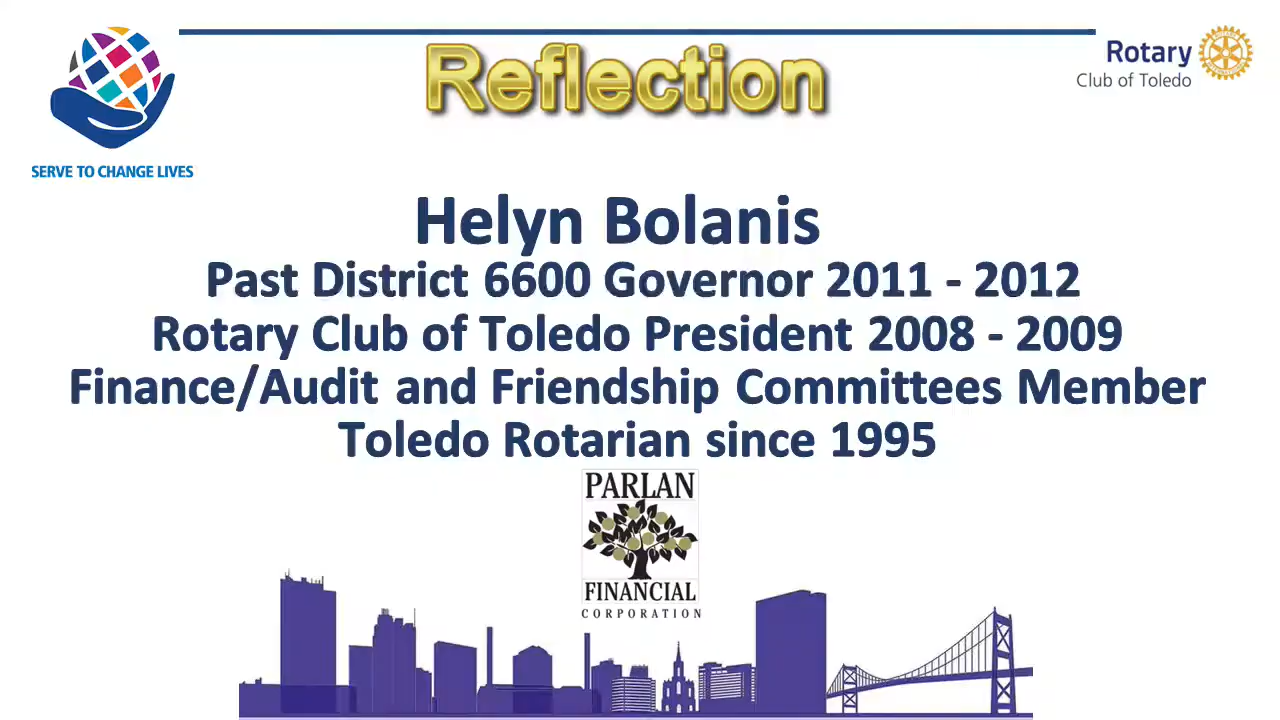 Reflection
Rotary
Club of Toledo
SERVE TO CHANGE LIVES
Helyn Bolanis
Past District 6600 Governor 2011 - 2012
Rotary Club of Toledo President 2008 - 2009
Finance/Audit and Friendship Committees Member
Toledo Rotarian since 1995
PARLAN
FINANCIAL
CORPORATION